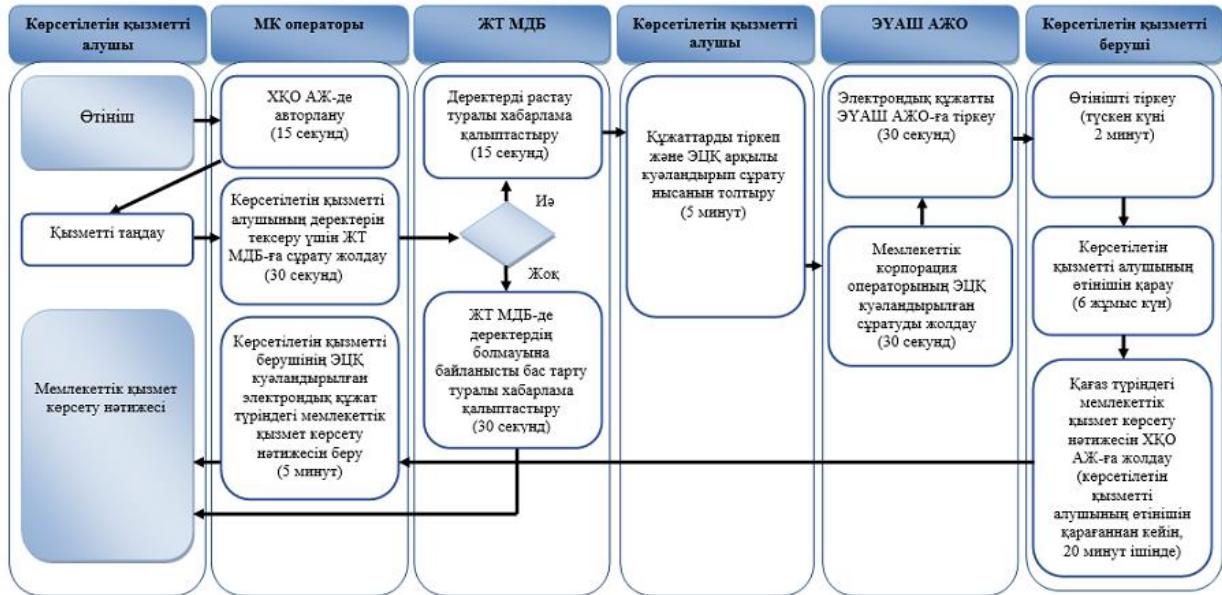 Көрсетілетін қызметті
алушы
МК операторы
ЖТ МДБ
Көрсетілетін қызметті
алушы
ЭҮАШ АЖО
Көрсетілетін қызметті
беруші
Өтініш
Қызметті таңдау
Мемлекеттік қызмет
көрсету нәтижесі
ХҚО АЖ-де
авторлану
(15 секунд)
Көрсетілетін қызметті
алушының деректерін
тексеру үшін ЖТ
МДБ-ға сұрату жолдау
(30 секунд)
Көрсетілетін қызметті
берушінің ЭЦҚ
куәландырылған
электрондық құжат
түріндегі мемлекеттік
қызмет көрсету
нәтижесін беру
(5 минут)
Деректерді растау
туралы хабарлама
қалыптастыру
(15 секунд)
Иә
Жоқ
ЖТ МДБ-де
деректердің
болмауына
байланысты бас тарту
туралы хабарлама
қалыптастыру
(30 секунд)
Құжаттарды тіркеп
және ЭЦҚ арқылы
куәландырып сұрату
нысанын толтыру
(5 минут)
Электрондық құжатты
ЭҮАШ АЖО-ға тіркеу
(30 секунд)
Мемлекеттік
корпорация
операторының ЭЦҚ
куәландырылған
сұратуды жолдау
(30 секунд)
Өтінішті тіркеу
(түскен күні
2 минут)
Көрсетілетін
қызметті алушының
өтінішін қарау
(6 жұмыс күн)
Қағаз түріндегі
мемлекеттік
қызмет көрсету
нәтижесін ХҚО
АЖ-ға жолдау
(көрсетілетін
қызметті
алушының өтінішін
қарағаннан кейін,
20 минут ішінде)